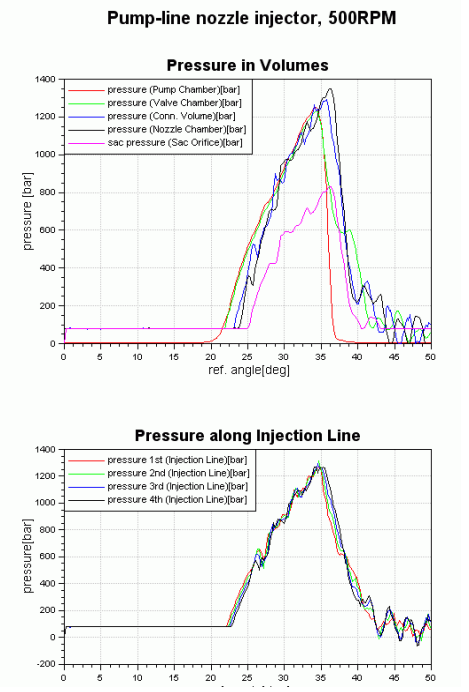 Pump-line nozzle injector, 500RPM
Pressure in Volumes
1400
1200
1000
800
600
400
200
0
pressure [bar]
pressure (Pump Chamber)[bar]
pressure (Valve Chamber)[bar]
pressure (Conn. Volume)[bar]
pressure (Nozzle Chamber)[bar]
sac pressure (Sac Orifice)[bar]
0 5 10 15 20 25 30 35 40 45 50
ref. angle[deg]
Pressure along Injection Line
1400
1200
1000
800
600
400
200
0
-200
pressure[bar]
pressure 1st (Injection Line)[bar]
pressure 2nd (Injection Line)[bar]
pressure 3rd (Injection Line)[bar]
pressure 4th (Injection Line)[bar]
0 5 10 15 20 25 30 35 40 45 50